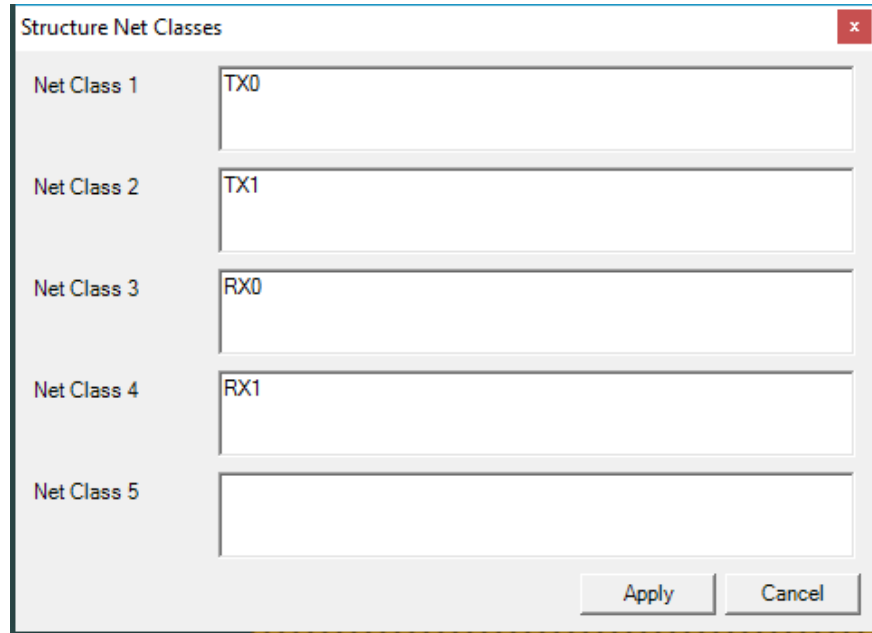 Structure Net Classes
x
Net Class 1
TX0
Net Class 2
TX1
Net Class 3
RX0
Net Class 4
RX1
Net Class 5
Apply
Cancel